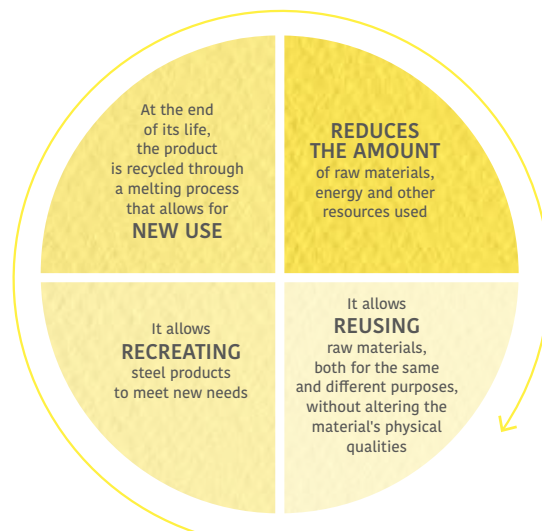 At the end
of its life,
the product
is recycled through
a melting process
that allows for
NEW USE
REDUCES
THE AMOUNT
of raw materials,
energy and other
resources used
It allows
RECREATING
steel products
to meet new needs
It allows
REUSING
raw materials,
both for the same
and different purposes,
without altering the
material's physical
qualities